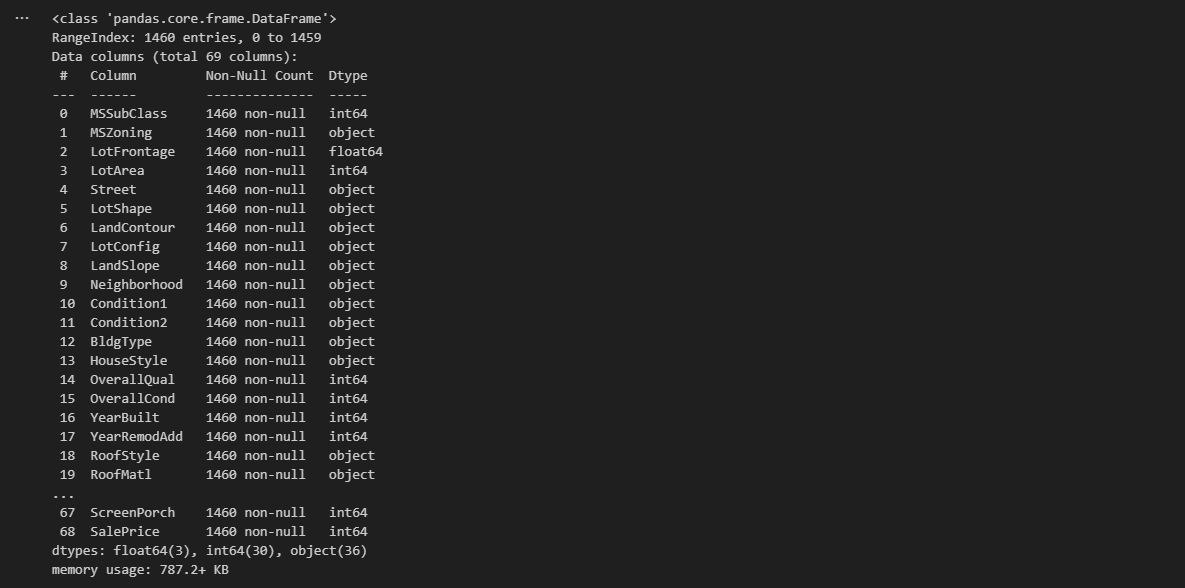 ... <class 'pandas.core.frame.DataFrame'>
RangeIndex: 1460 entries, 0 to 1459
Data columns (total 69 columns):
 #   Column         Non-Null Count  Dtype
---  ------         --------------  -----
 0   MSSubClass     1460 non-null   int64
 1   MSZoning       1460 non-null   object
 2   LotFrontage    1460 non-null   float64
 3   LotArea        1460 non-null   int64
 4   Street         1460 non-null   object
 5   LotShape       1460 non-null   object
 6   LandContour    1460 non-null   object
 7   LotConfig      1460 non-null   object
 8   LandSlope      1460 non-null   object
 9   Neighborhood   1460 non-null   object
 10  Condition1     1460 non-null   object
 11  Condition2     1460 non-null   object
 12  BldgType       1460 non-null   object
 13  HouseStyle     1460 non-null   object
 14  OverallQual    1460 non-null   int64
 15  OverallCond    1460 non-null   int64
 16  YearBuilt      1460 non-null   int64
 17  YearRemodAdd   1460 non-null   int64
 18  RoofStyle      1460 non-null   object
 19  RoofMatl       1460 non-null   object
...
 67  ScreenPorch    1460 non-null   int64
 68  SalePrice      1460 non-null   int64
dtypes: float64(3), int64(30), object(36)
memory usage: 787.2+ KB